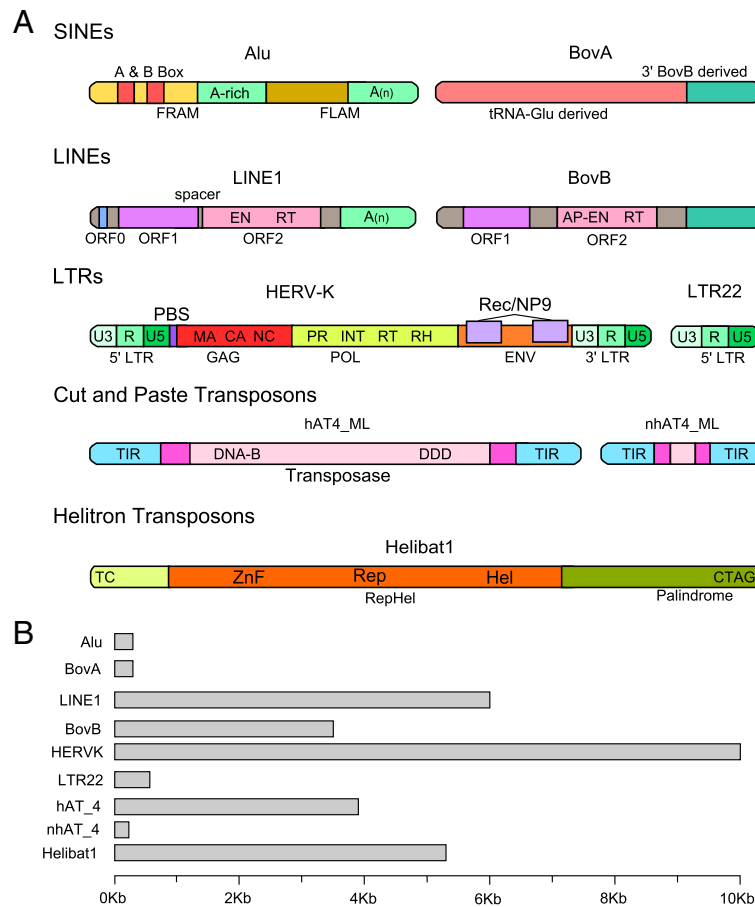 A
SINEs
Alu
BovA
A & B Box
3' BovB derived
A-rich
A(n)
FRAM
FLAM
tRNA-Glu derived
LINEs
LINE1
BovB
spacer
EN RT
A(n)
AP-EN RT
ORF0 ORF1 ORF2
ORF1 ORF2
LTRs
HERV-K
LTR22
PBS
Rec/NP9
U3 R U5 MA CA NC PR INT RT RH U3 R U5
U3 R U5
5' LTR GAG POL ENV 3' LTR
5' LTR
Cut and Paste Transposons
hAT4_ML
nhAT4_ML
TIR DNA-B DDD TIR
TIR TIR
Transposase
Helitron Transposons
Helibat1
TC ZnF Rep Hel CTAG
RepHel
Palindrome
B
Alu
BovA
LINE1
BovB
HERVK
LTR22
hAT_4
nhAT_4
Helibat1
0Kb 2Kb 4Kb 6Kb 8Kb 10Kb